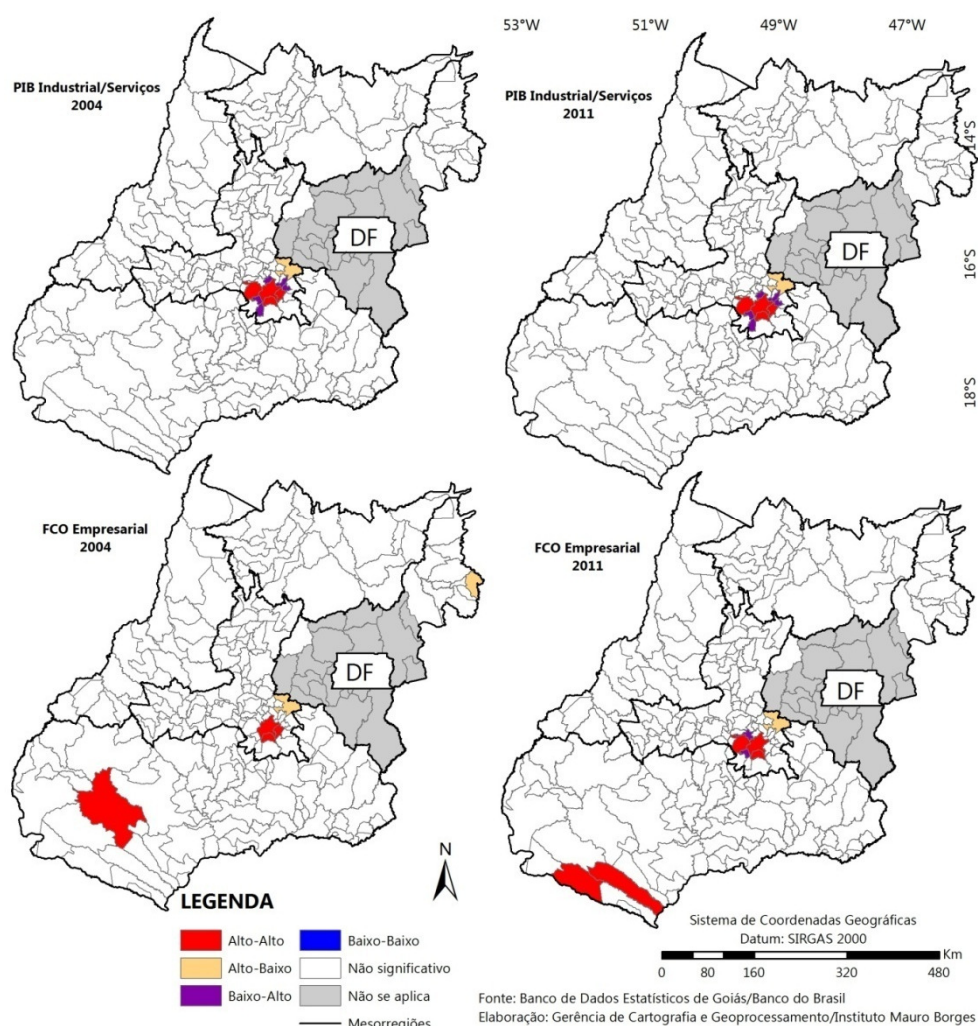 53°W 51°W 49°W 47°W
PIB Industrial/Serviços
2004
PIB Industrial/Serviços
2011
14°S
16°S
18°S
DF
DF
FCO Empresarial
2004
FCO Empresarial
2011
DF
DF
N
LEGENDA
Alto-Alto
Baixo-Baixo
Alto-Baixo
Não significativo
Baixo-Alto
Não se aplica
Mesorregiões
Sistema de Coordenadas Geográficas
Datum: SIRGAS 2000
Km
0 80 160 320 480
Fonte: Banco de Dados Estatísticos de Goiás/Banco do Brasil
Elaboração: Gerência de Cartografia e Geoprocessamento/Instituto Mauro Borges